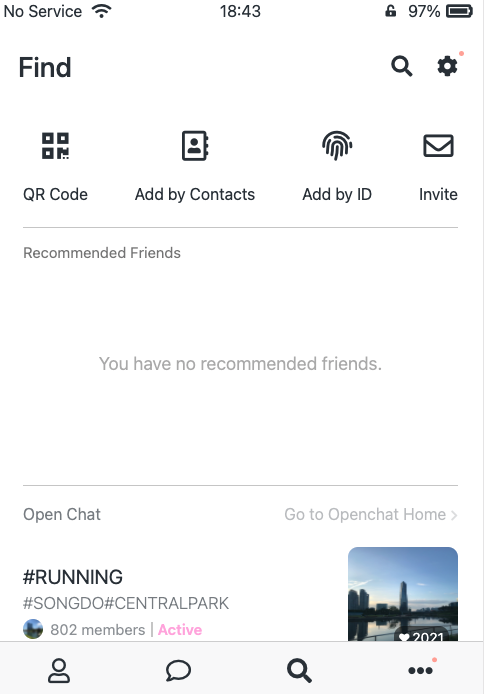 No Service 18:43 97%
Find
QR Code Add by Contacts Add by ID Invite
Recommended Friends
You have no recommended friends.
Open Chat Go to Openchat Home
#RUNNING
#SONGDO#CENTRALPARK
802 members | Active
2021